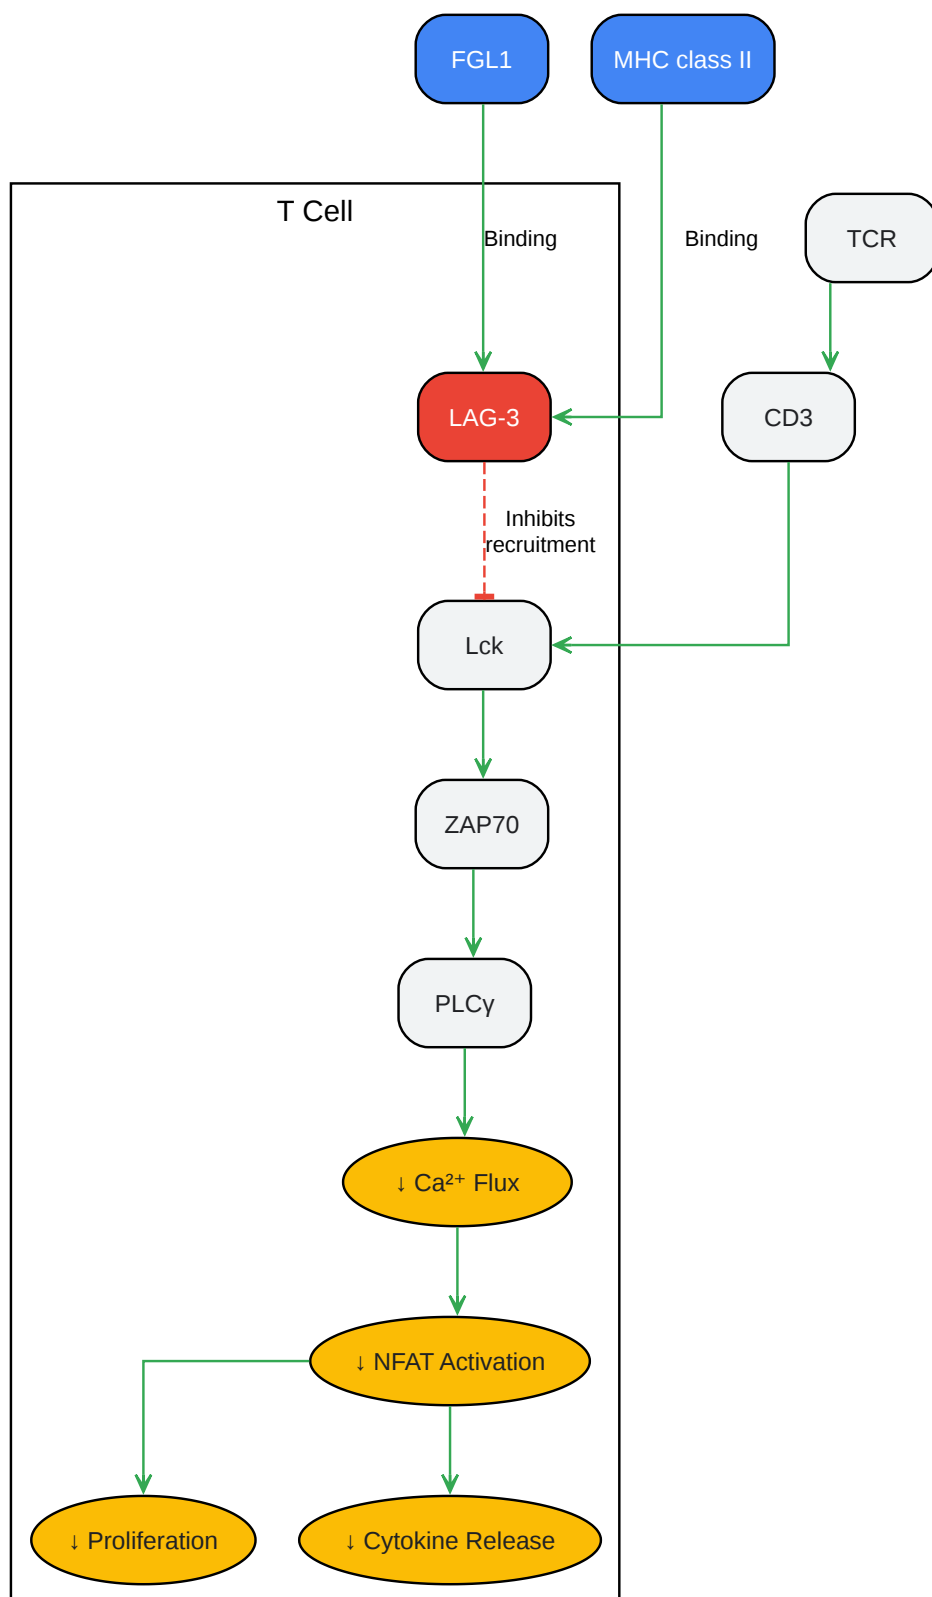 FGL1
MHC class II
T Cell
TCR
Binding
Binding
LAG-3
CD3
Inhibits
recruitment
Lck
ZAP70
PLCγ
↓ Ca²⁺ Flux
↓ NFAT Activation
↓ Proliferation
↓ Cytokine Release